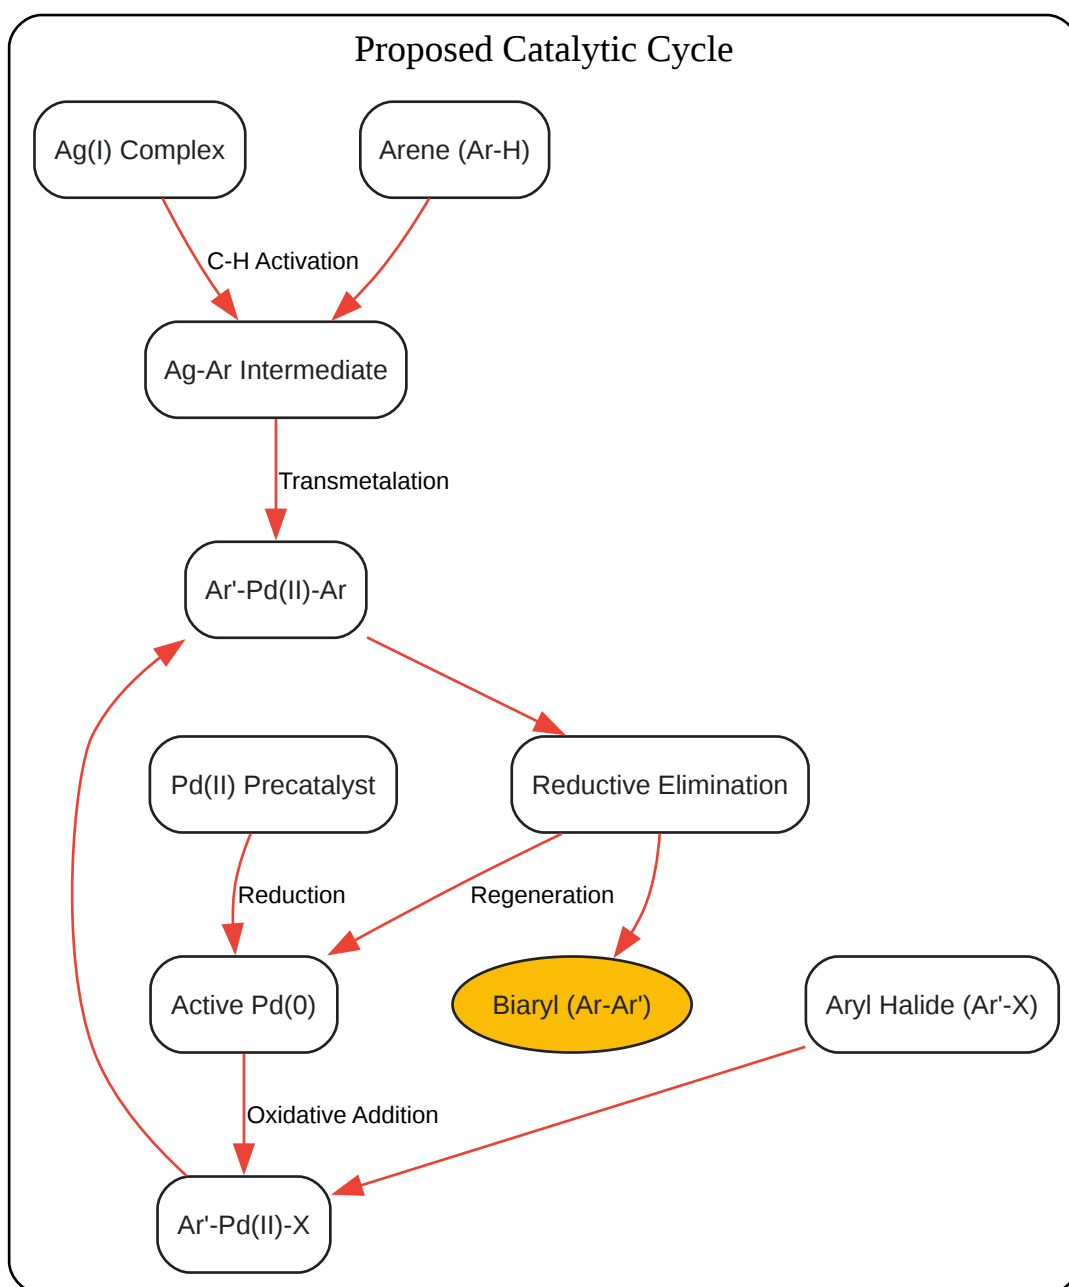 Proposed Catalytic Cycle
Ag(I) Complex
Arene (Ar-H)
C-H Activation
Ag-Ar Intermediate
Transmetalation
Ar'-Pd(II)-Ar
Pd(II) Precatalyst
Reductive Elimination
Reduction
Regeneration
Active Pd(0)
Biaryl (Ar-Ar')
Aryl Halide (Ar'-X)
Oxidative Addition
Ar'-Pd(II)-X